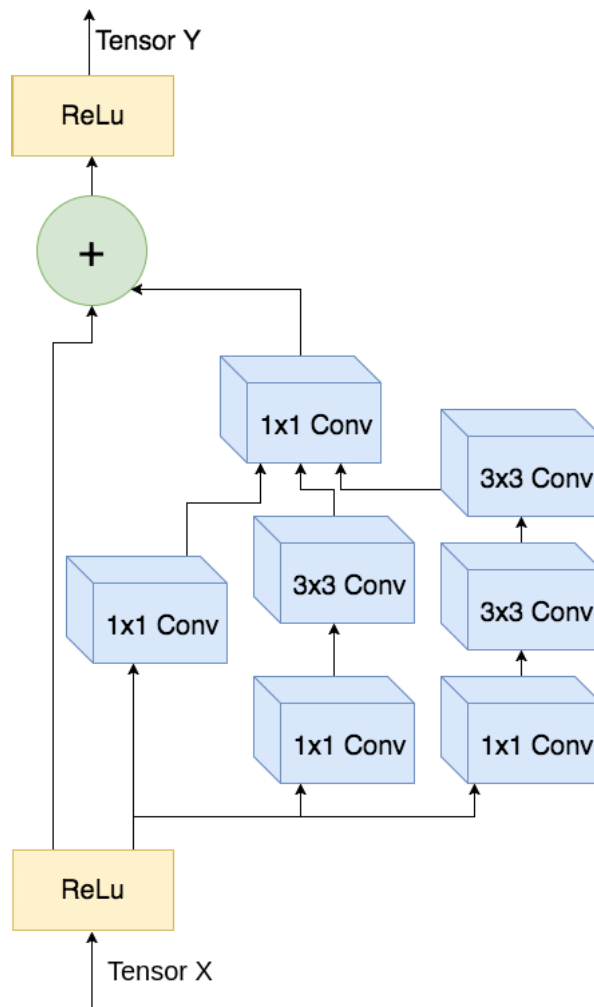 Tensor Y
ReLu
+
1x1 Conv
3x3 Conv
1x1 Conv
3x3 Conv
3x3 Conv
1x1 Conv
1x1 Conv
ReLu
Tensor X